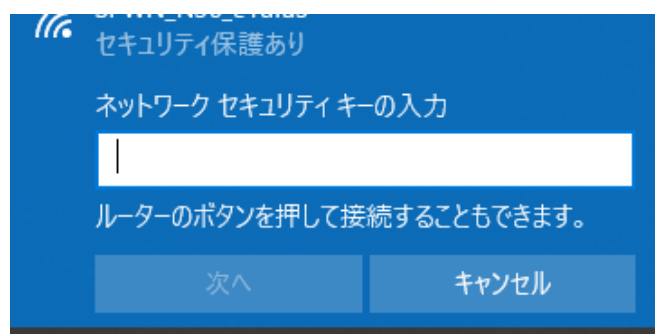 セキュリティ保護あり
ネットワーク セキュリティ キーの入力
ルーターのボタンを押して接続することもできます。
次へ
キャンセル